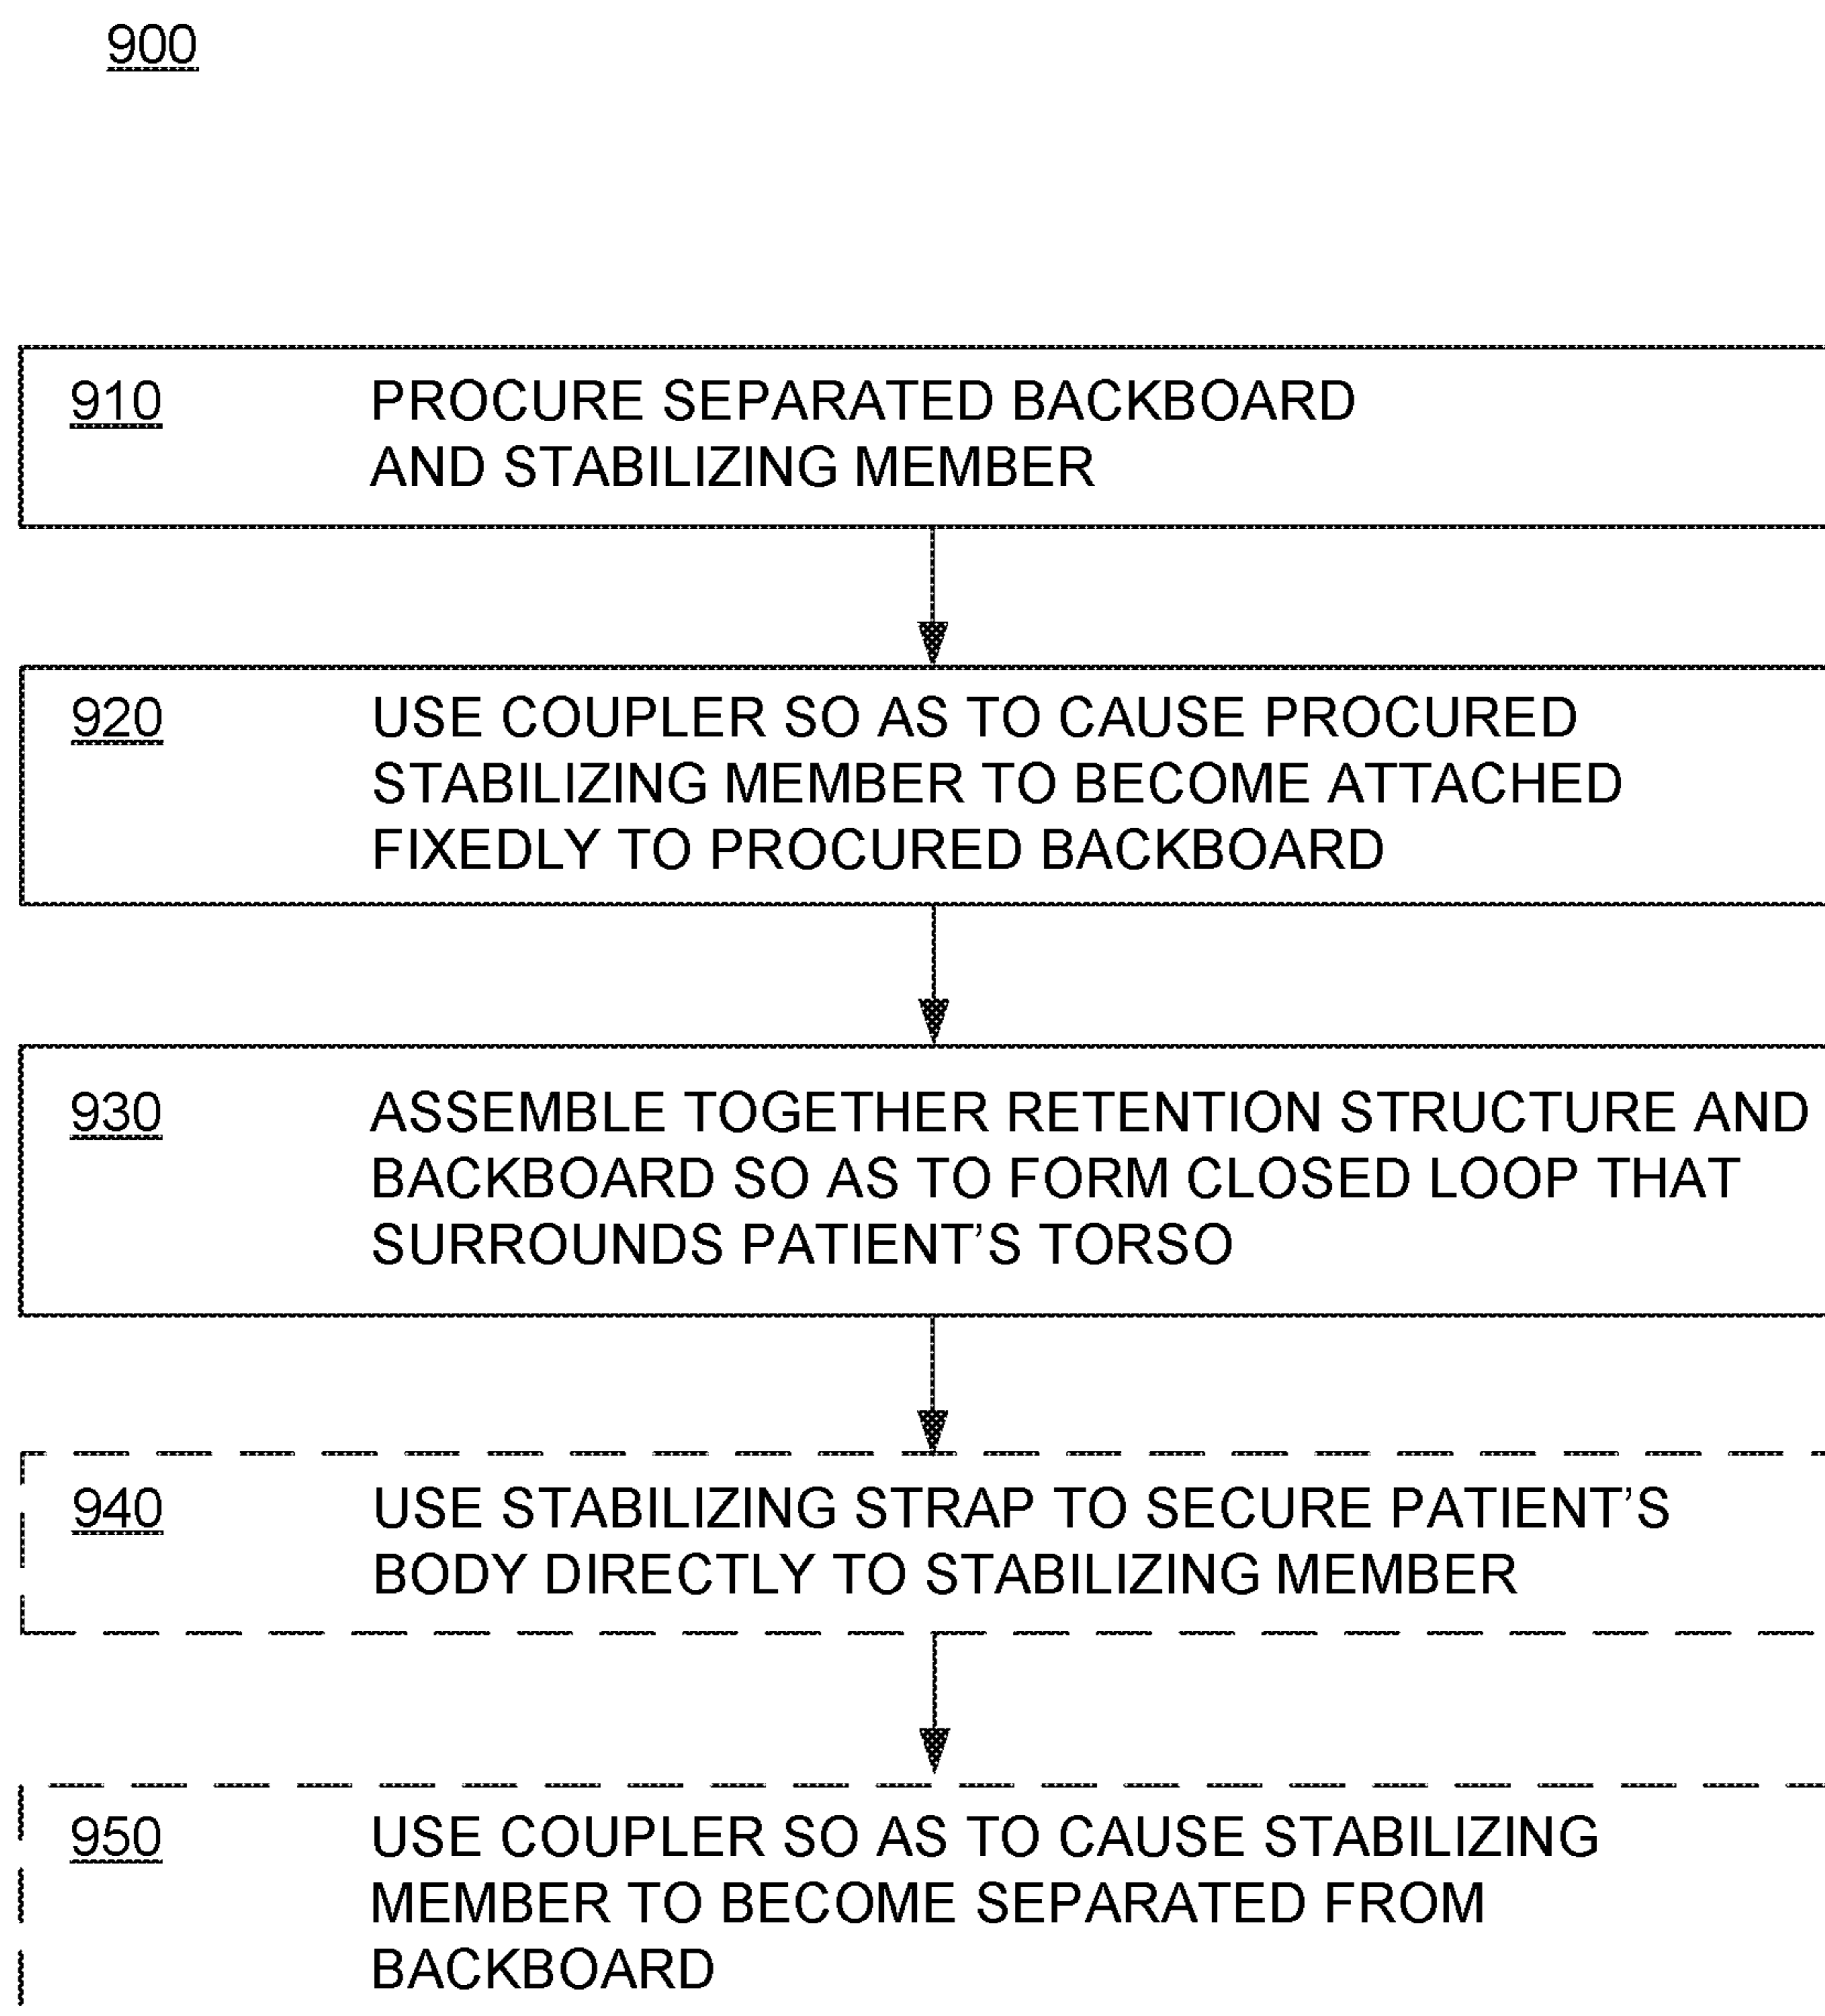 900
910 PROCURE SEPARATED BACKBOARD
AND STABILIZING MEMBER
920 USE COUPLER SO AS TO CAUSE PROCURED
STABILIZING MEMBER TO BECOME ATTACHED
FIXEDLY TO PROCURED BACKBOARD
930 ASSEMBLE TOGETHER RETENTION STRUCTURE AND
BACKBOARD SO AS TO FORM CLOSED LOOP THAT
SURROUNDS PATIENT'S TORSO
940 USE STABILIZING STRAP TO SECURE PATIENT'S
BODY DIRECTLY TO STABILIZING MEMBER
950 USE COUPLER SO AS TO CAUSE STABILIZING
MEMBER TO BECOME SEPARATED FROM
BACKBOARD